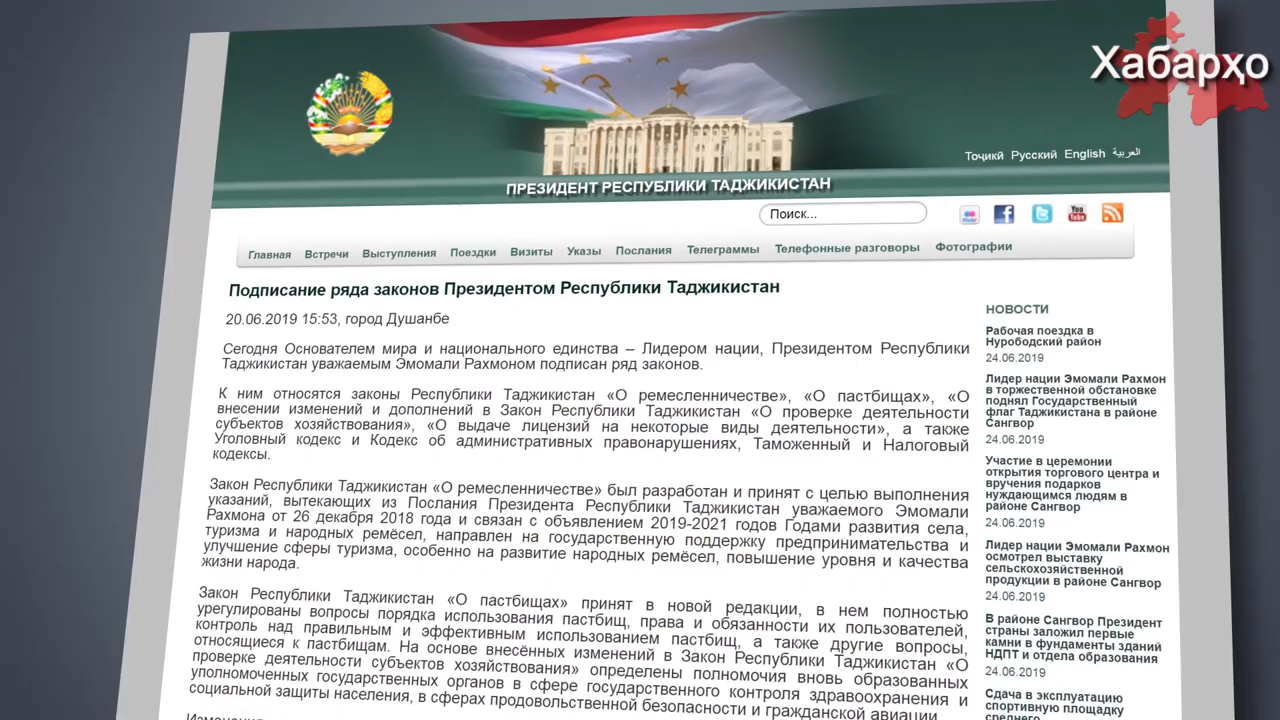 Хабарҳо
Тоҷикӣ Русский English العربية
ПРЕЗИДЕНТ РЕСПУБЛИКИ ТАДЖИКИСТАН
Поиск...
flickr
You Tube
Главная Встречи Выступления Поездки Визиты Указы Послания Телеграммы Телефонные разговоры Фотографии
Подписание ряда законов Президентом Республики Таджикистан
20.06.2019 15:53, город Душанбе
Сегодня Основателем мира и национального единства – Лидером нации, Президентом Республики
Таджикистан уважаемым Эмомали Рахмоном подписан ряд законов.
К ним относятся законы Республики Таджикистан «О ремесленничестве», «О пастбищах», «О
внесении изменений и дополнений в Закон Республики Таджикистан «О проверке деятельности
субъектов хозяйствования», «О выдаче лицензий на некоторые виды деятельности», а также
Уголовный кодекс и Кодекс об административных правонарушениях, Таможенный и Налоговый
кодексы.
Закон Республики Таджикистан «О ремесленничестве» был разработан и принят с целью выполнения
указаний, вытекающих из Послания Президента Республики Таджикистан уважаемого Эмомали
Рахмона от 26 декабря 2018 года и связан с объявлением 2019-2021 годов Годами развития села,
туризма и народных ремёсел, направлен на государственную поддержку предпринимательства и
улучшение сферы туризма, особенно на развитие народных ремёсел, повышение уровня и качества
жизни народа.
Закон Республики Таджикистан «О пастбищах» принят в новой редакции, в нем полностью
урегулированы вопросы порядка использования пастбищ, права и обязанности их пользователей,
контроль над правильным и эффективным использованием пастбищ, а также другие вопросы,
относящиеся к пастбищам. На основе внесённых изменений в Закон Республики Таджикистан «О
проверке деятельности субъектов хозяйствования» определены полномочия вновь образованных
уполномоченных государственных органов в сфере государственного контроля здравоохранения и
социальной защиты населения, в сферах продовольственной безопасности и гражданской авиации.
НОВОСТИ
Рабочая поездка в
Нурободский район
24.06.2019
Лидер нации Эмомали Рахмон
в торжественной обстановке
поднял Государственный
флаг Таджикистана в районе
Сангвор
24.06.2019
Участие в церемонии
открытия торгового центра и
вручения подарков
нуждающимся людям в
районе Сангвор
24.06.2019
Лидер нации Эмомали Рахмон
осмотрел выставку
сельскохозяйственной
продукции в районе Сангвор
24.06.2019
В районе Сангвор Президент
страны заложил первые
камни в фундаменты зданий
НДПТ и отдела образования
24.06.2019
Сдача в эксплуатацию
спортивную площадку
среднего